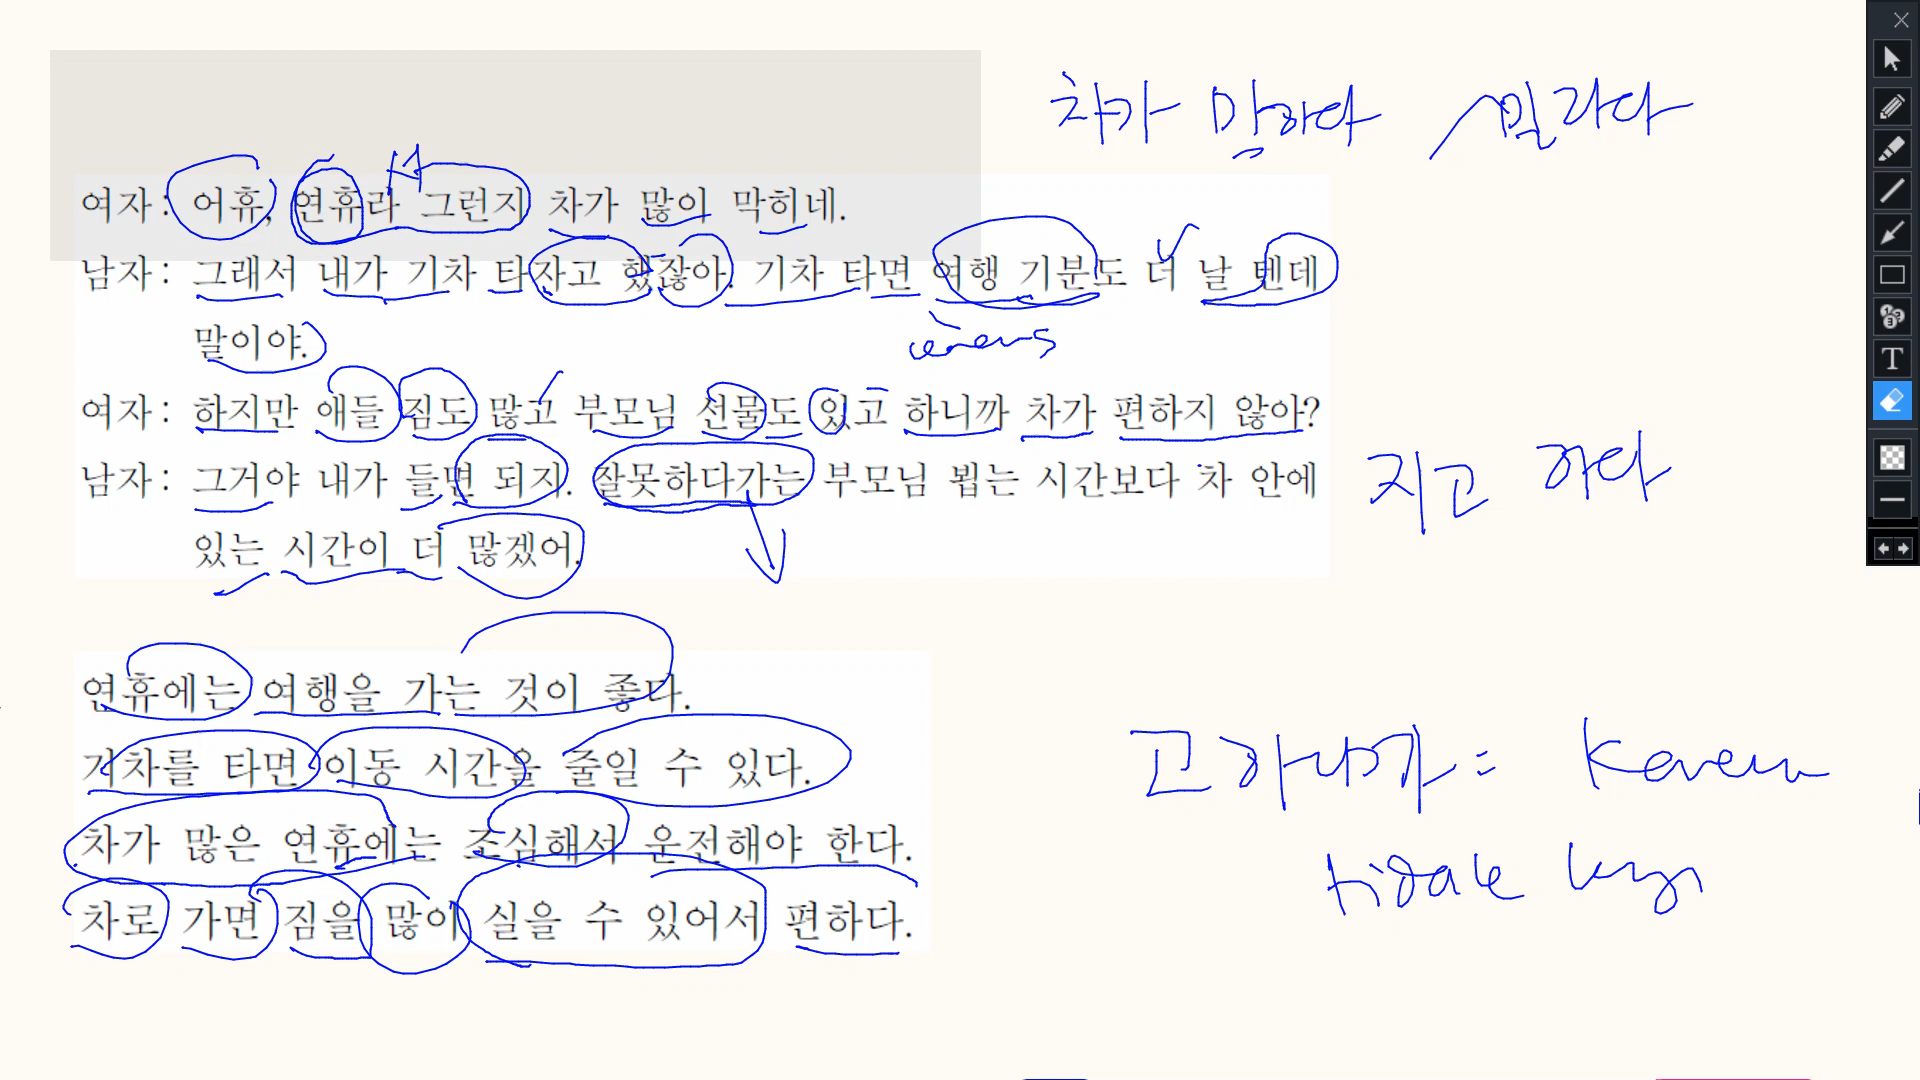 차가 막히다 밀리다
여자: 어휴, 연휴라 그런지 차가 많이 막히네.
남자: 그래서 내가 기차 타자고 했잖아. 기차 타면 여행 기분도 더 날 텐데
말이야.
여자: 하지만 애들 짐도 많고 부모님 선물도 있고 하니까 차가 편하지 않아?
남자: 그거야 내가 들면 되지. 잘못하다가는 부모님 뵙는 시간보다 차 안에
있는 시간이 더 많겠어.
고 하다
연휴에는 여행을 가는 것이 좋다.
기차를 타면 이동 시간을 줄일 수 있다.
차가 많은 연휴에는 조심해서 운전해야 한다.
차로 가면 짐을 많이 실을 수 있어서 편하다.
고 하니까 = Karena
tidak